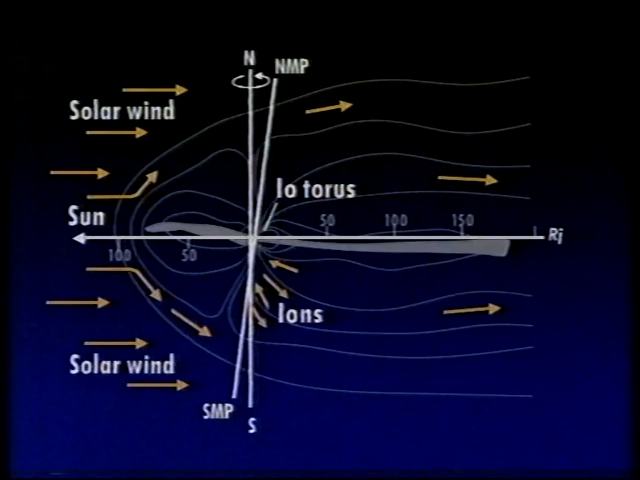 N
NMP
Solar wind
Io torus
Sun
50
100
150
Rj
100
50
Ions
Solar wind
SMP
S